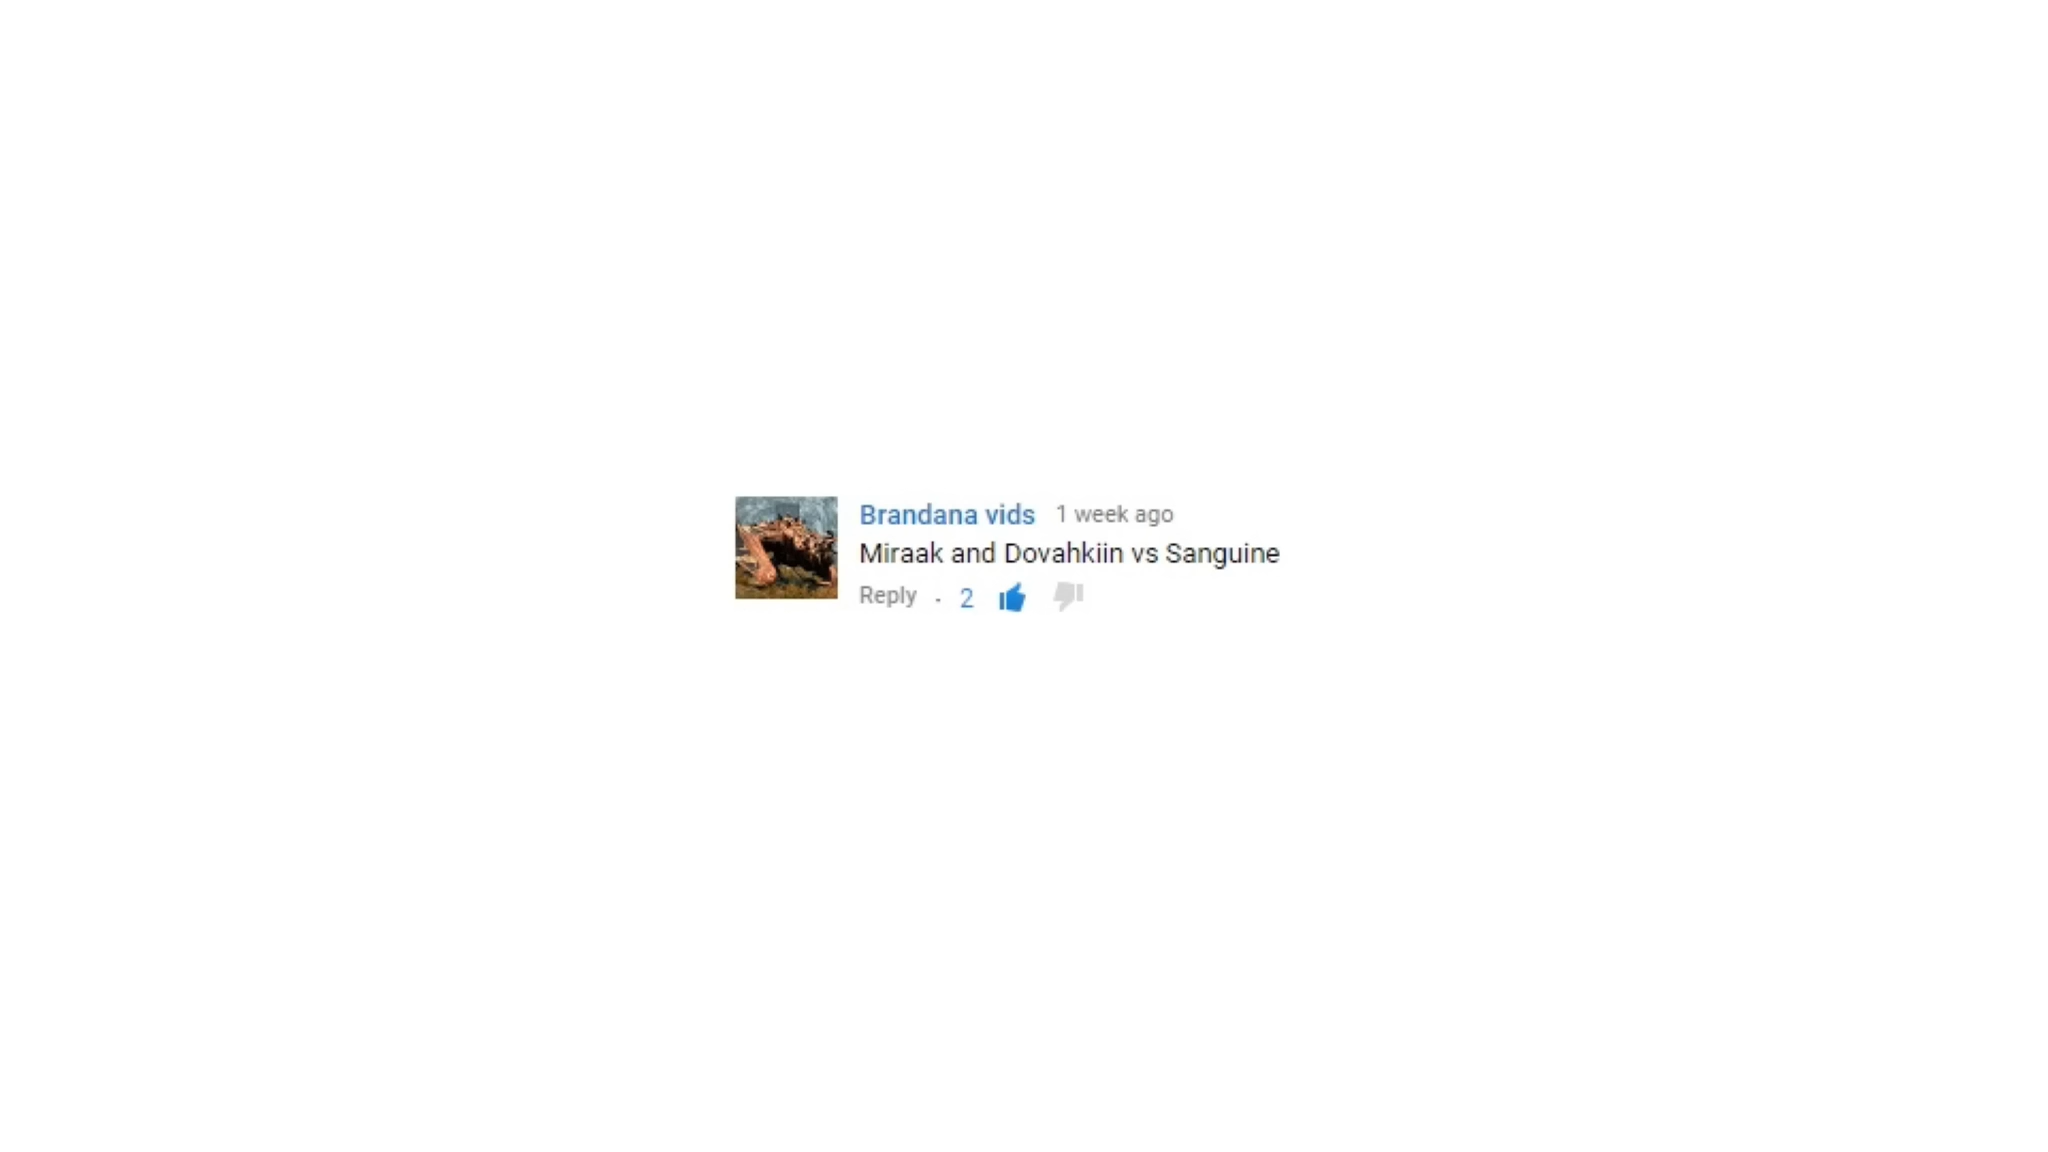 Brandana vids 1 week ago
Miraak and Dovahkiin vs Sanguine
Reply . 2